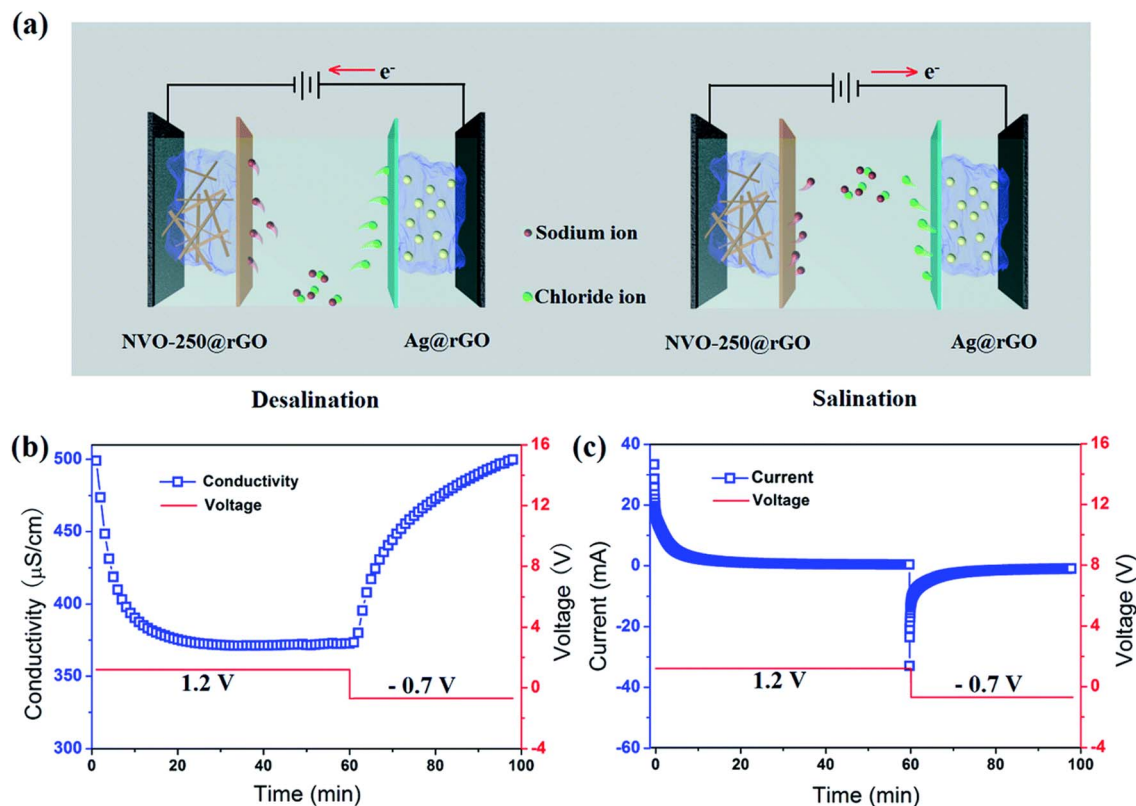 (a)
e-
e-
Sodium ion
Chloride ion
NVO-250@rGO
Ag@rGO
NVO-250@rGO
Ag@rGO
Desalination
Salination
(b)
500
450
400
350
300
Conductivity (μS/cm)
16
12
8
4
0
-4
Voltage (V)
Conductivity
Voltage
1.2 V
- 0.7 V
0
20
40
60
80
100
Time (min)
(c)
40
20
0
-20
-40
-60
Current (mA)
16
12
8
4
0
-4
Voltage (V)
Current
Voltage
1.2 V
- 0.7 V
0
20
40
60
80
100
Time (min)